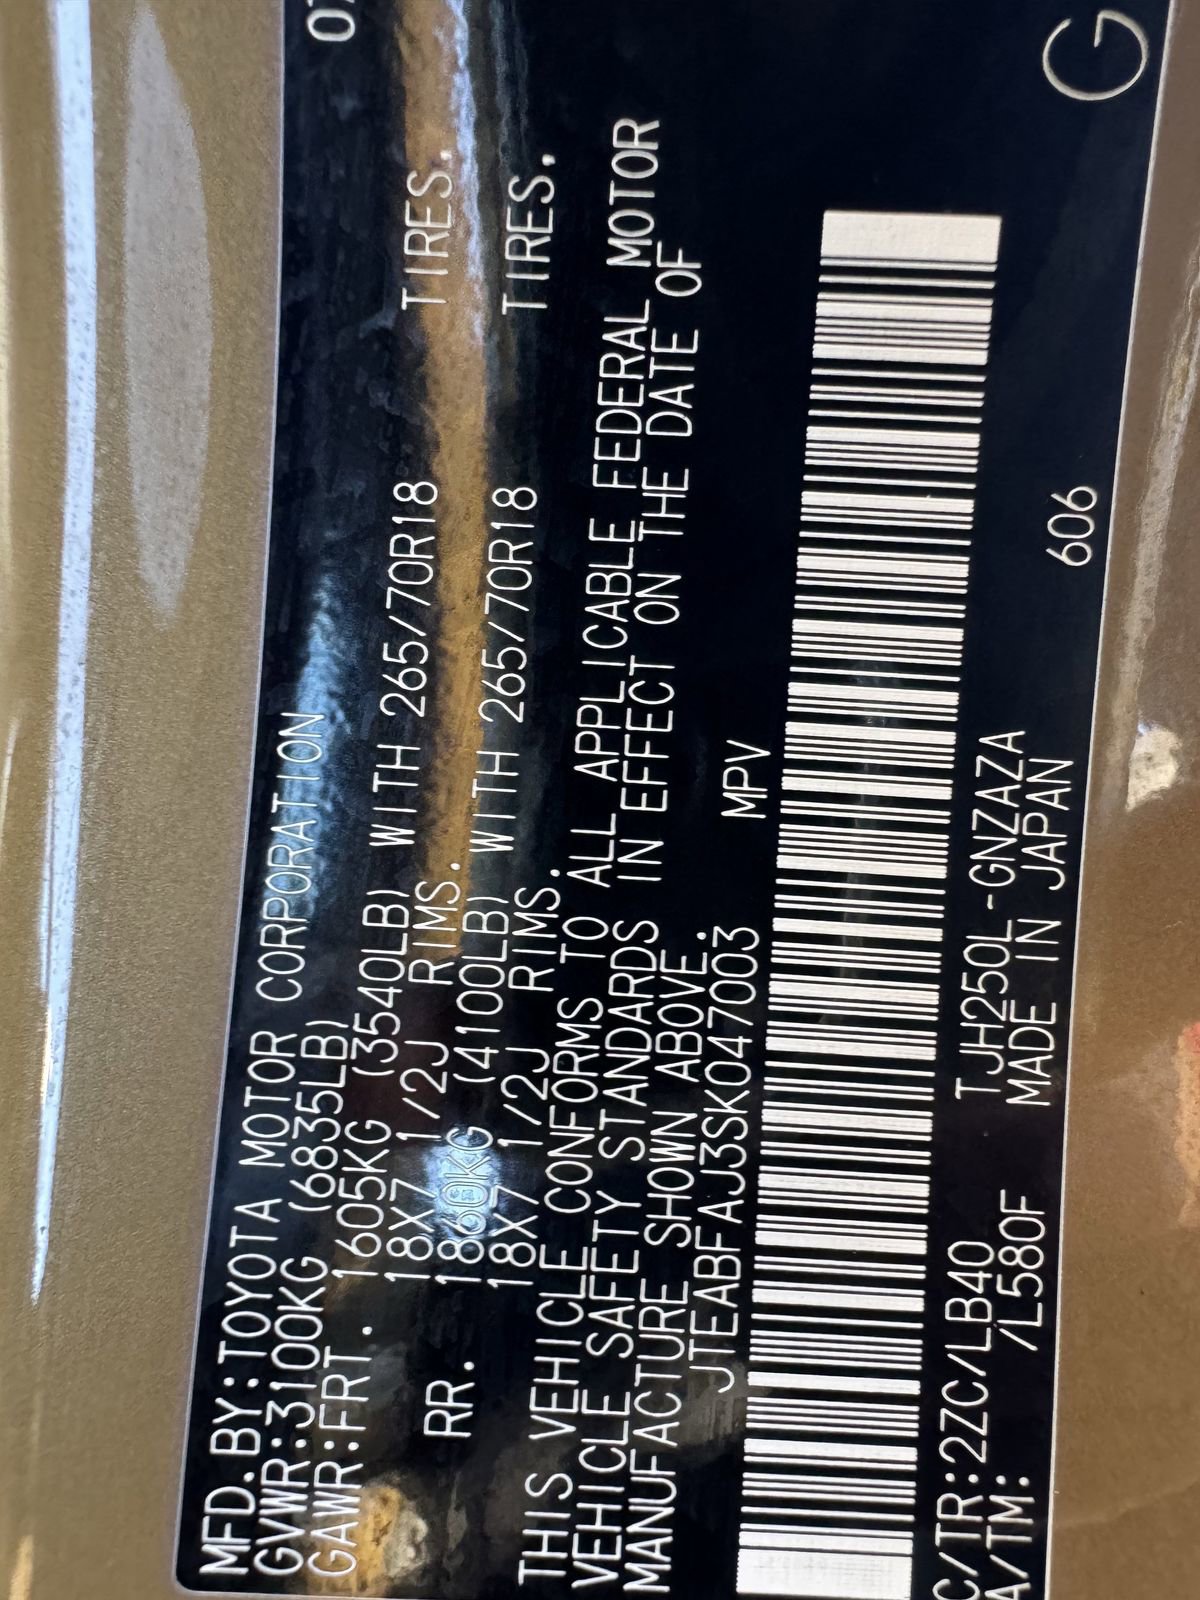 MFD.BY:TOYOTA MOTOR CORPORATION 07
GVWR:3100KG (6835LB)
GAWR:FRT. 1605KG (3540LB) WITH 265/70R18 TIRES.
18X7 1/2J RIMS.
RR. 1860KG (4100LB) WITH 265/70R18 TIRES.
18X7 1/2J RIMS.
THIS VEHICLE CONFORMS TO ALL APPLICABLE FEDERAL MOTOR
VEHICLE SAFETY STANDARDS IN EFFECT ON THE DATE OF
MANUFACTURE SHOWN ABOVE.
JTEABFAJ3SK047003 MPV
C/TR:2ZC/LB40 TJH250L-GNZAZA
A/TM: /L580F MADE IN JAPAN 606 G